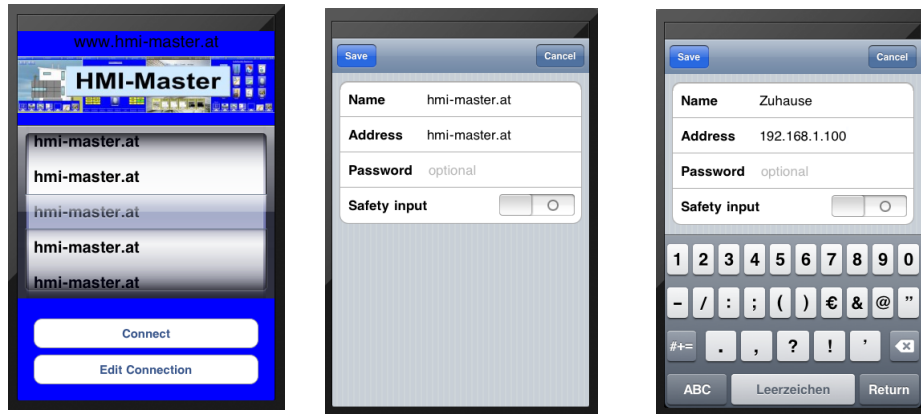 www.hmi-master.at
HMI-Master
hmi-master.at
hmi-master.at
hmi-master.at
hmi-master.at
hmi-master.at
Connect
Edit Connection
Save Cancel
Name hmi-master.at
Address hmi-master.at
Password optional
Safety input
Save Cancel
Name Zuhause
Address 192.168.1.100
Password optional
Safety input
1 2 3 4 5 6 7 8 9 0
- / : ; ( ) € & @ "
#+= . , ? ! '
ABC Leerzeichen Return